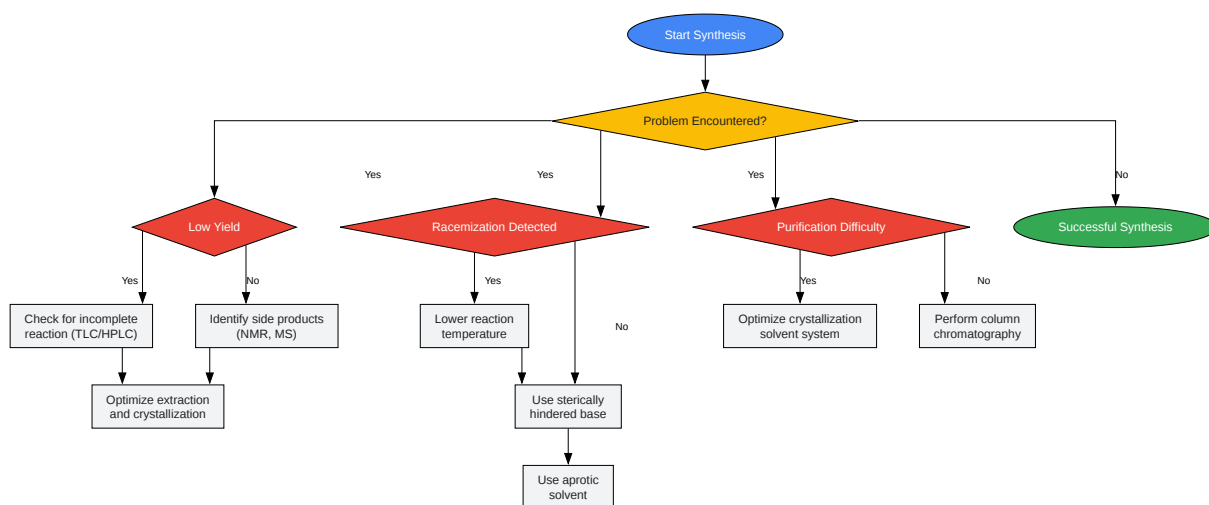 Start Synthesis
Problem Encountered?
Yes
Yes
Yes
No
Low Yield
Racemization Detected
Purification Difficulty
Successful Synthesis
Yes
No
Yes
Yes
No
Check for incomplete
reaction (TLC/HPLC)
Identify side products
(NMR, MS)
Lower reaction
temperature
No
Optimize crystallization
solvent system
Perform column
chromatography
Optimize extraction
and crystallization
Use sterically
hindered base
Use aprotic
solvent